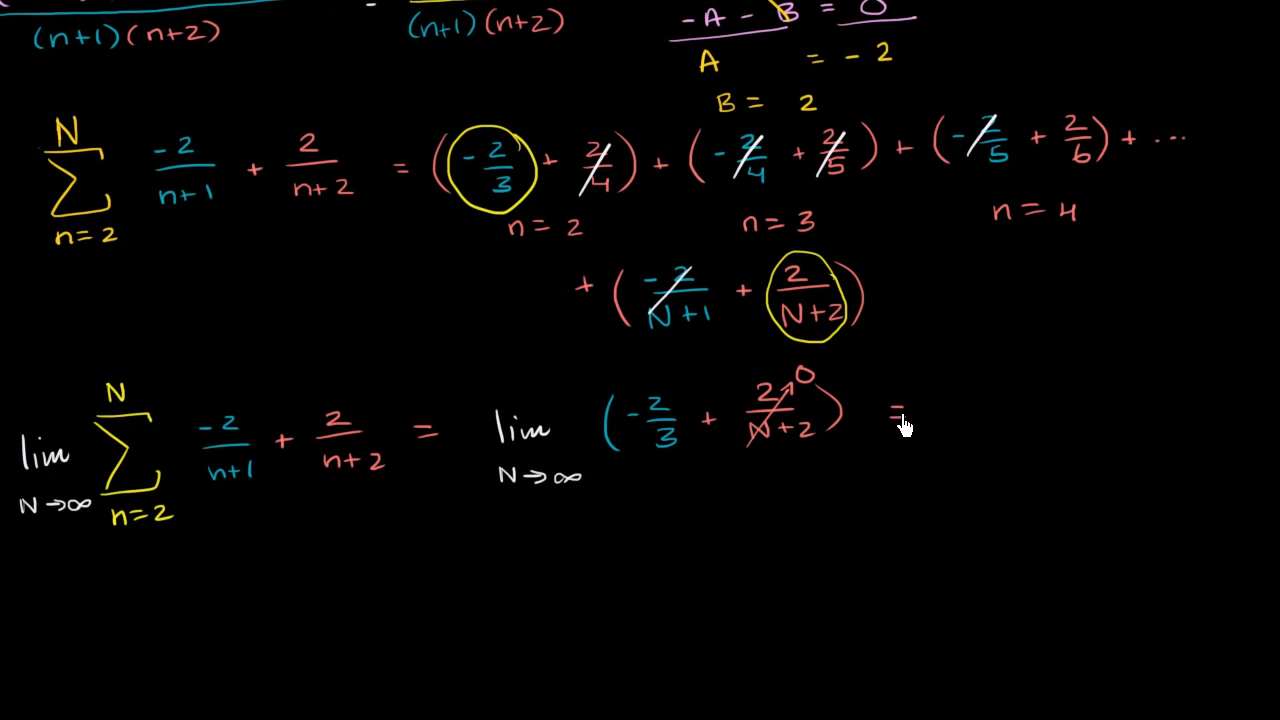 (n+1)(n+2) (n+1)(n+2) -A - B = 0
A = -2
B = 2
N
∑ -2/(n+1) + 2/(n+2) = (-2/3 + 2/4) + (-2/4 + 2/5) + (-2/5 + 2/6) + ...
n=2 n=2 n=3 n=4
+ (-2/(N+1) + 2/(N+2))
N 0
lim ∑ -2/(n+1) + 2/(n+2) = lim (-2/3 + 2/(N+2)) =
N→∞ n=2 N→∞